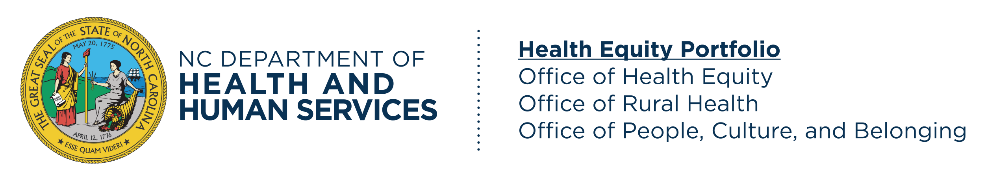 THE GREAT SEAL OF THE STATE OF NORTH CAROLINA
MAY 20, 1775
APRIL 12, 1776
★ ESSE QUAM VIDERI ★
NC DEPARTMENT OF
HEALTH AND
HUMAN SERVICES
Health Equity Portfolio
Office of Health Equity
Office of Rural Health
Office of People, Culture, and Belonging